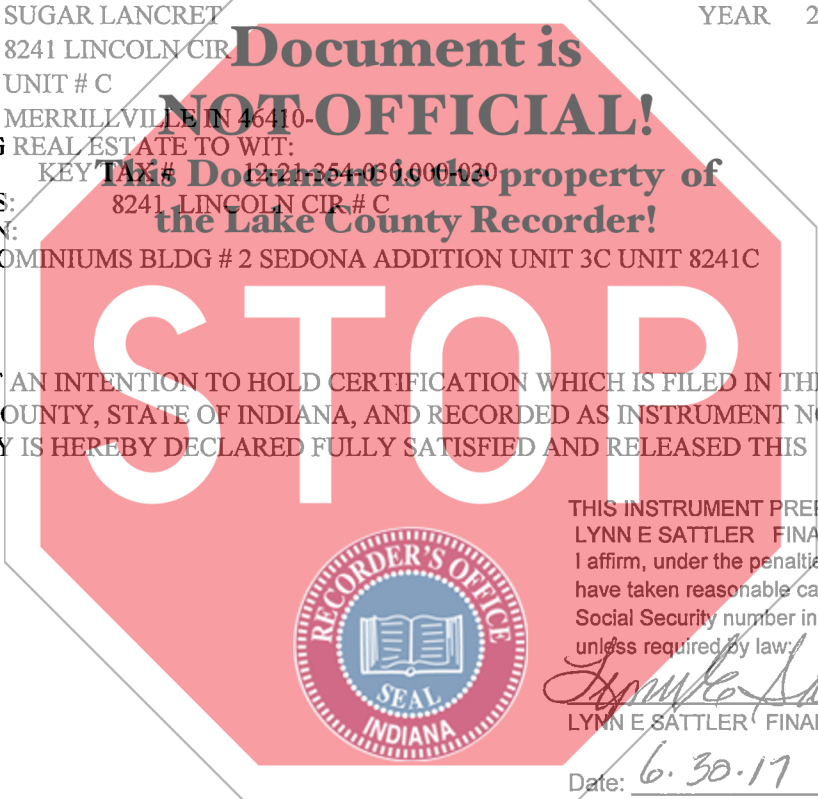 SUGAR LANCRET
YEAR 2
8241 LINCOLN CIR
UNIT # C
MERRILLVILLE IN 46410-
G REAL ESTATE TO WIT:
KEY TAX # 12-21-354-036.000-030
S: 8241 LINCOLN CIR # C
N:
OMINIUMS BLDG # 2 SEDONA ADDITION UNIT 3C UNIT 8241C
Document is
NOT OFFICIAL!
This Document is the property of
the Lake County Recorder!
STOP
T AN INTENTION TO HOLD CERTIFICATION WHICH IS FILED IN THE
OUNTY, STATE OF INDIANA, AND RECORDED AS INSTRUMENT NO
Y IS HEREBY DECLARED FULLY SATISFIED AND RELEASED THIS
THIS INSTRUMENT PREP
LYNN E SATTLER FINA
I affirm, under the penaltie
have taken reasonable ca
Social Security number in
unless required by law:
LYNN E SATTLER FINA
Date: 6.30.17
RECORDER'S OFFICE
SEAL
INDIANA